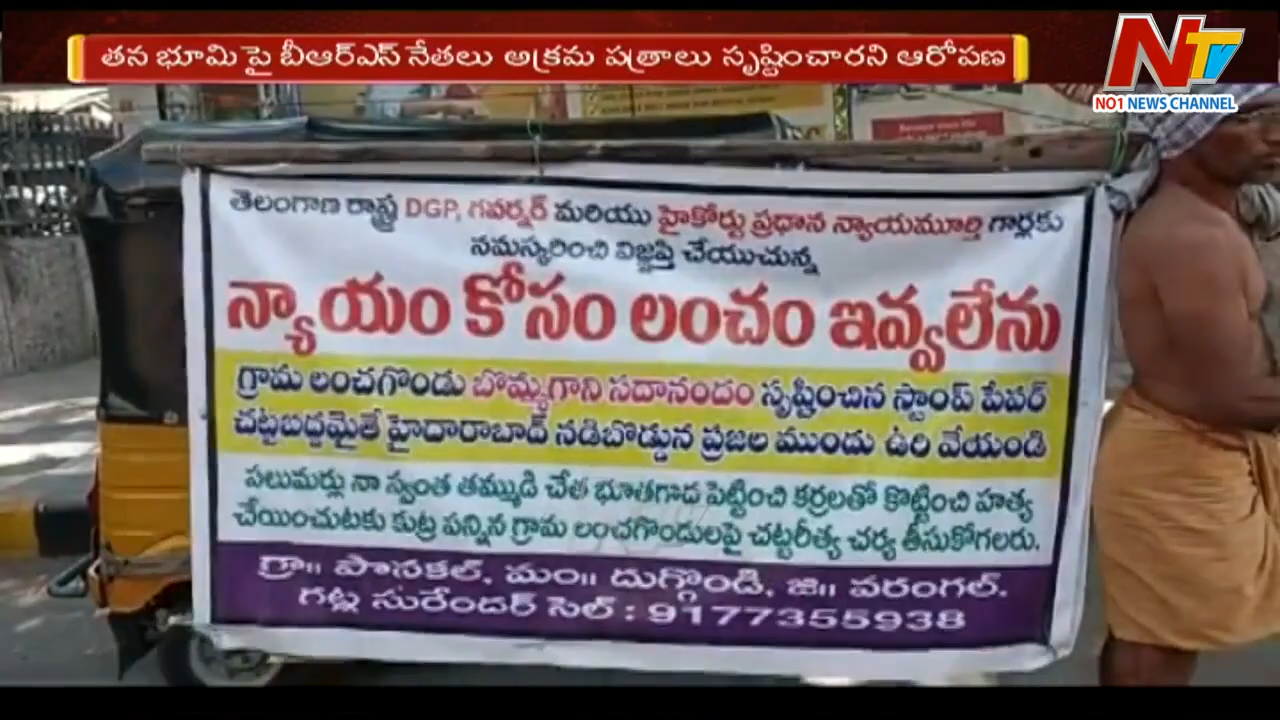 తన భూమి పై బీఆర్ఎస్ నేతలు అక్రమ పత్రాలు సృష్టించారని ఆరోపణ
NTV
NO1 NEWS CHANNEL
తెలంగాణ రాష్ట్ర DGP, గవర్నర్ మరియు హైకోర్టు ప్రధాన న్యాయమూర్తి గార్లకు
నమస్కరించి విజ్ఞప్తి చేయుచున్న
న్యాయం కోసం లంచం ఇవ్వలేను
గ్రామ లంచగొండు బొమ్మగాని సదానందం సృష్టించిన స్టాంప్ పేపర్
చట్టబద్దమైతే హైదారాబాద్ నడిబొడ్డున ప్రజల ముందు ఉరి వేయండి
పలుమర్లు నా స్వంత తమ్ముడి చేత భూతగాద పెట్టించి కర్రలతో కొట్టించి హత్య
చేయించుటకు కుట్ర పన్నిన గ్రామ లంచగొండులపై చట్టరీత్య చర్య తీసుకోగలరు.
గ్రా॥ పొనకల్, మం॥ దుగ్గొండి, జి॥ వరంగల్.
గట్ల సురేందర్ సెల్ : 9177355938